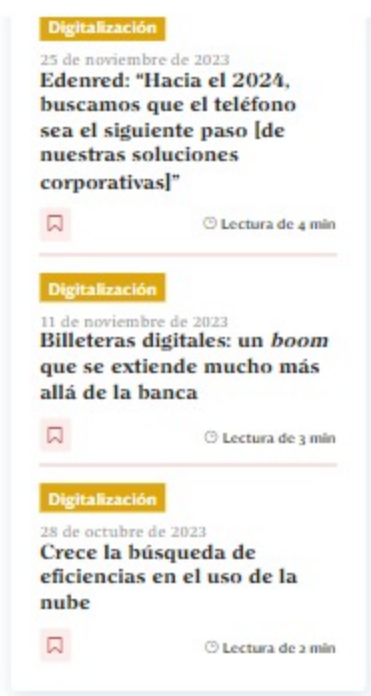 Digitalización
25 de noviembre de 2023
Edenred: “Hacia el 2024,
buscamos que el teléfono
sea el siguiente paso [de
nuestras soluciones
corporativas]”
Lectura de 4 min
Digitalización
11 de noviembre de 2023
Billeteras digitales: un boom
que se extiende mucho más
allá de la banca
Lectura de 3 min
Digitalización
28 de octubre de 2023
Crece la búsqueda de
eficiencias en el uso de la
nube
Lectura de 2 min